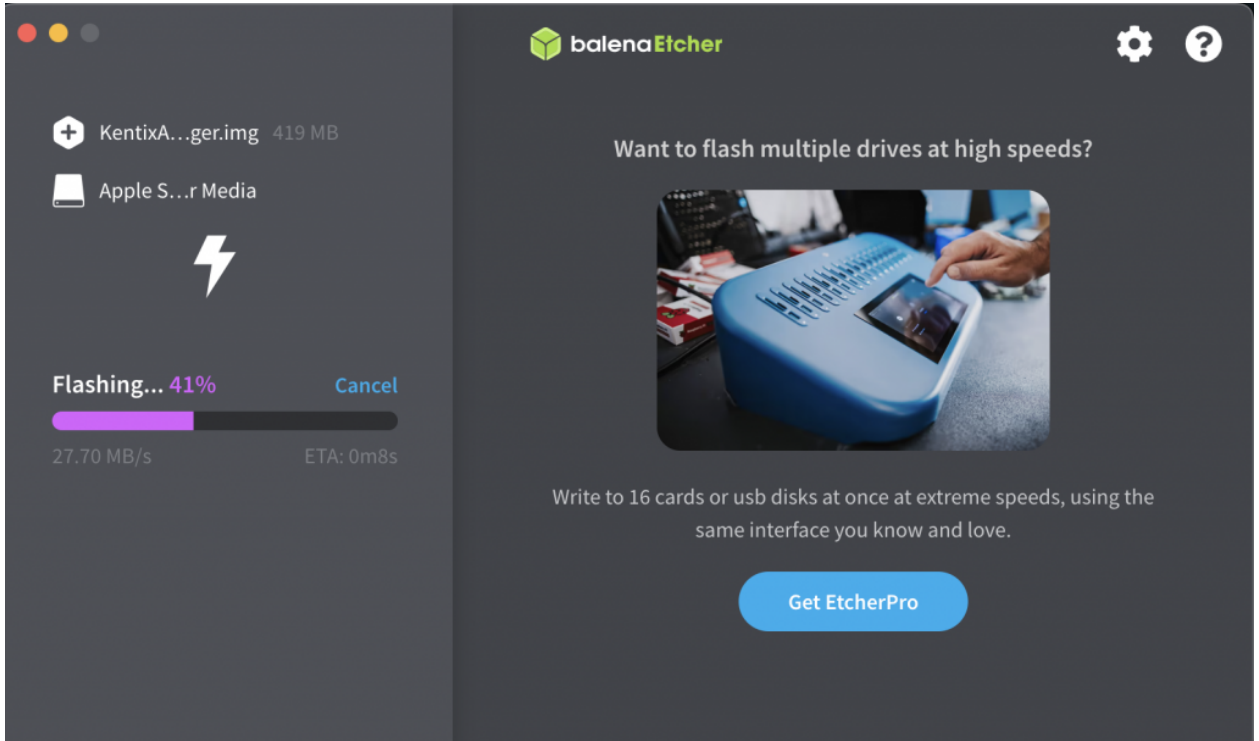 balenaEtcher
KentixA...ger.img 419 MB
Apple S...r Media
Flashing... 41% Cancel
27.70 MB/s ETA: 0m8s
Want to flash multiple drives at high speeds?
Write to 16 cards or usb disks at once at extreme speeds, using the
same interface you know and love.
Get EtcherPro